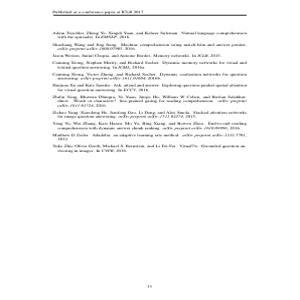 Published as a conference paper at ICLR 2017
Adam Trischler, Zheng Ye, Xingdi Yuan, and Kaheer Suleman. Natural language comprehension
with the epireader. In EMNLP, 2016.
Shuohang Wang and Jing Jiang. Machine comprehension using match-lstm and answer pointer.
arXiv preprint arXiv:1608.07905, 2016.
Jason Weston, Sumit Chopra, and Antoine Bordes. Memory networks. In ICLR, 2015.
Caiming Xiong, Stephen Merity, and Richard Socher. Dynamic memory networks for visual and
textual question answering. In ICML, 2016a.
Caiming Xiong, Victor Zhong, and Richard Socher. Dynamic coattention networks for question
answering. arXiv preprint arXiv:1611.01604, 2016b.
Huijuan Xu and Kate Saenko. Ask, attend and answer: Exploring question-guided spatial attention
for visual question answering. In ECCV, 2016.
Zhilin Yang, Bhuwan Dhingra, Ye Yuan, Junjie Hu, William W Cohen, and Ruslan Salakhut-
dinov. Words or characters? fine-grained gating for reading comprehension. arXiv preprint
arXiv:1611.01724, 2016.
Zichao Yang, Xiaodong He, Jianfeng Gao, Li Deng, and Alex Smola. Stacked attention networks
for image question answering. arXiv preprint arXiv:1511.02274, 2015.
Yang Yu, Wei Zhang, Kazi Hasan, Mo Yu, Bing Xiang, and Bowen Zhou. End-to-end reading
comprehension with dynamic answer chunk ranking. arXiv preprint arXiv:1610.09996, 2016.
Matthew D Zeiler. Adadelta: an adaptive learning rate method. arXiv preprint arXiv:1212.5701,
2012.
Yuke Zhu, Oliver Groth, Michael S. Bernstein, and Li Fei-Fei. Visual7w: Grounded question an-
swering in images. In CVPR, 2016.